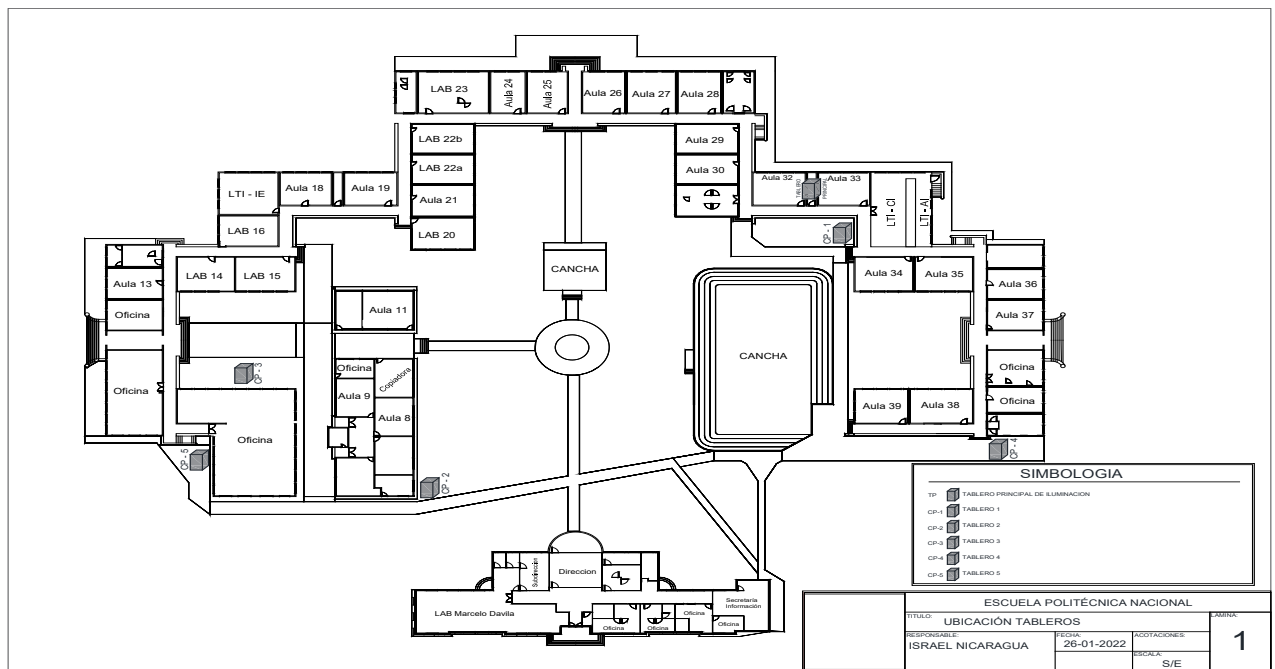 LAB 23
Aula 24
Aula 25
Aula 26
Aula 27
Aula 28
LAB 22b
Aula 29
LAB 22a
Aula 30
LTI - IE
Aula 18
Aula 19
Aula 21
Aula 32
TABLERO
PRINCIPAL
Aula 33
LTI - CI
LTI - AI
LAB 16
LAB 20
CP - 1
LAB 14
LAB 15
CANCHA
Aula 34
Aula 35
Aula 13
Aula 36
Oficina
Aula 11
Aula 37
CANCHA
Oficina
Copiadora
CP - 3
Oficina
Oficina
Aula 9
Oficina
Aula 8
Aula 39
Aula 38
Oficina
CP - 5
CP - 2
CP - 4
SIMBOLOGIA
TP TABLERO PRINCIPAL DE ILUMINACION
CP-1 TABLERO 1
CP-2 TABLERO 2
CP-3 TABLERO 3
CP-4 TABLERO 4
CP-5 TABLERO 5
Subdireccion
Direccion
LAB Marcelo Davila
Secretaría
Información
Oficina
Oficina
Oficina
Oficina
ESCUELA POLITÉCNICA NACIONAL
TITULO: UBICACIÓN TABLEROS
LAMINA: 1
RESPONSABLE: ISRAEL NICARAGUA
FECHA: 26-01-2022
ACOTACIONES:
ESCALA: S/E